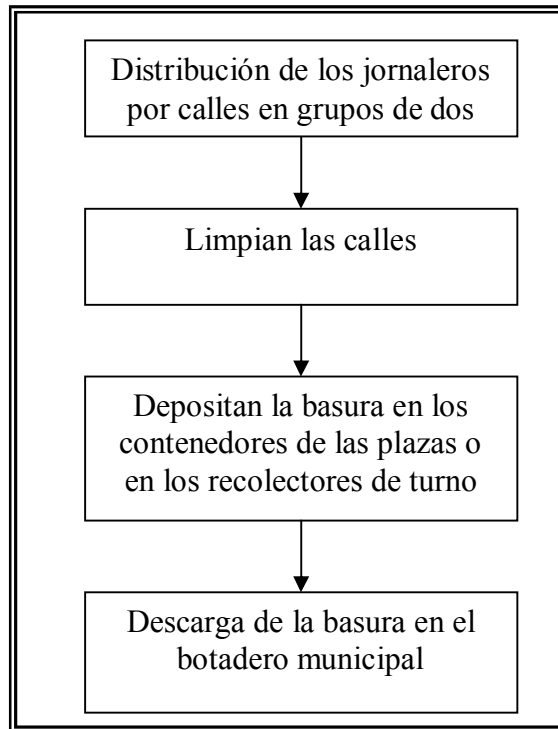 Distribución de los jornaleros
por calles en grupos de dos
Limpian las calles
Depositan la basura en los
contenedores de las plazas o
en los recolectores de turno
Descarga de la basura en el
botadero municipal